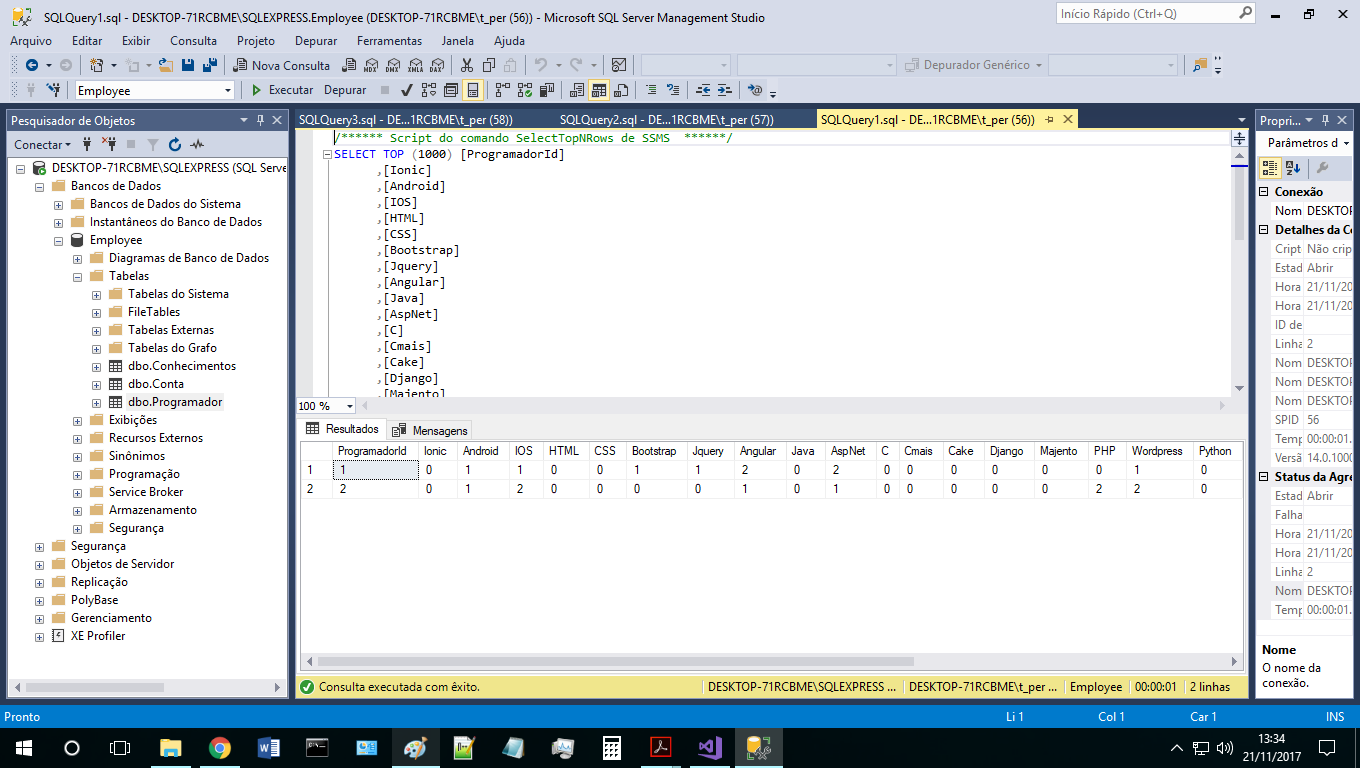 SQLQuery1.sql - DESKTOP-71RCBME\SQLEXPRESS.Employee (DESKTOP-71RCBME\t_per (56)) - Microsoft SQL Server Management Studio
Início Rápido (Ctrl+Q)
Arquivo Editar Exibir Consulta Projeto Depurar Ferramentas Janela Ajuda
Nova Consulta MDX DMX XMLA DAX Depurador Genérico
Employee Executar Depurar
Pesquisador de Objetos
Conectar
DESKTOP-71RCBME\SQLEXPRESS (SQL Serve
Bancos de Dados
Bancos de Dados do Sistema
Instantâneos do Banco de Dados
Employee
Diagramas de Banco de Dados
Tabelas
Tabelas do Sistema
FileTables
Tabelas Externas
Tabelas do Grafo
dbo.Conhecimentos
dbo.Conta
dbo.Programador
Exibições
Recursos Externos
Sinônimos
Programação
Service Broker
Armazenamento
Segurança
Segurança
Objetos de Servidor
Replicação
PolyBase
Gerenciamento
XE Profiler
SQLQuery3.sql - DE...1RCBME\t_per (58)) SQLQuery2.sql - DE...1RCBME\t_per (57)) SQLQuery1.sql - DE...1RCBME\t_per (56))
/****** Script do comando SelectTopNRows de SSMS  ******/
SELECT TOP (1000) [ProgramadorId]
,[Ionic]
,[Android]
,[IOS]
,[HTML]
,[CSS]
,[Bootstrap]
,[Jquery]
,[Angular]
,[Java]
,[AspNet]
,[C]
,[Cmais]
,[Cake]
,[Django]
,[Majento]
100 %
Resultados Mensagens
ProgramadorId Ionic Android IOS HTML CSS Bootstrap Jquery Angular Java AspNet C Cmais Cake Django Majento PHP Wordpress Python
1 1 0 1 1 0 0 1 1 2 0 2 0 0 0 0 0 0 1 0
2 2 0 1 2 0 0 0 0 1 0 1 0 0 0 0 0 2 2 0
Consulta executada com êxito. DESKTOP-71RCBME\SQLEXPRESS ... DESKTOP-71RCBME\t_per ... Employee 00:00:01 2 linhas
Propri...
Parâmetros d
Conexão
Nom DESKTOP
Detalhes da Co
Cript Não crip
Estad Abrir
Hora 21/11/20
Hora 21/11/20
ID de
Linha 2
Nom DESKTOP
Nom DESKTOP
Nom DESKTOP
SPID 56
Temp 00:00:01.
Versã 14.0.1000
Status da Agre
Estad Abrir
Falha
Hora 21/11/20
Hora 21/11/20
Linha 2
Nom DESKTOP
Temp 00:00:01.
Nome
O nome da
conexão.
Pronto Li 1 Col 1 Car 1 INS
13:34
21/11/2017